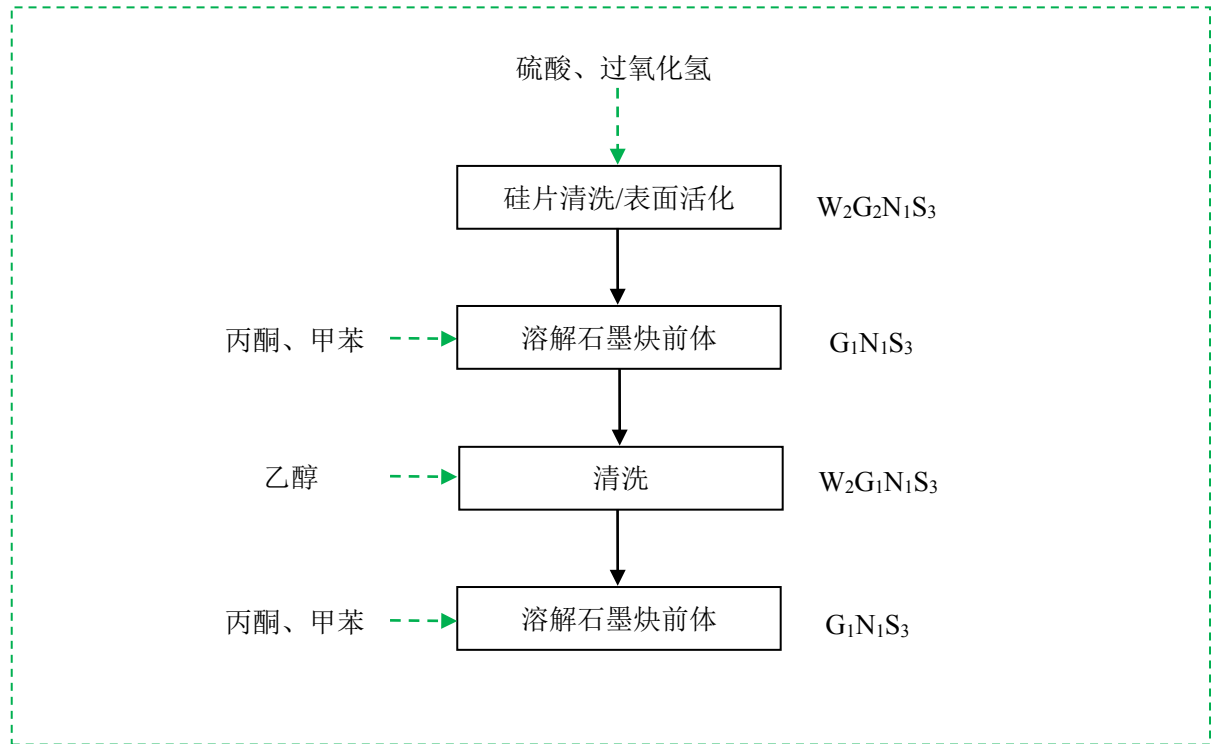 硫酸、过氧化氢
硅片清洗/表面活化
W₂G₂N₁S₃
丙酮、甲苯
溶解石墨炔前体
G₁N₁S₃
乙醇
清洗
W₂G₁N₁S₃
丙酮、甲苯
溶解石墨炔前体
G₁N₁S₃